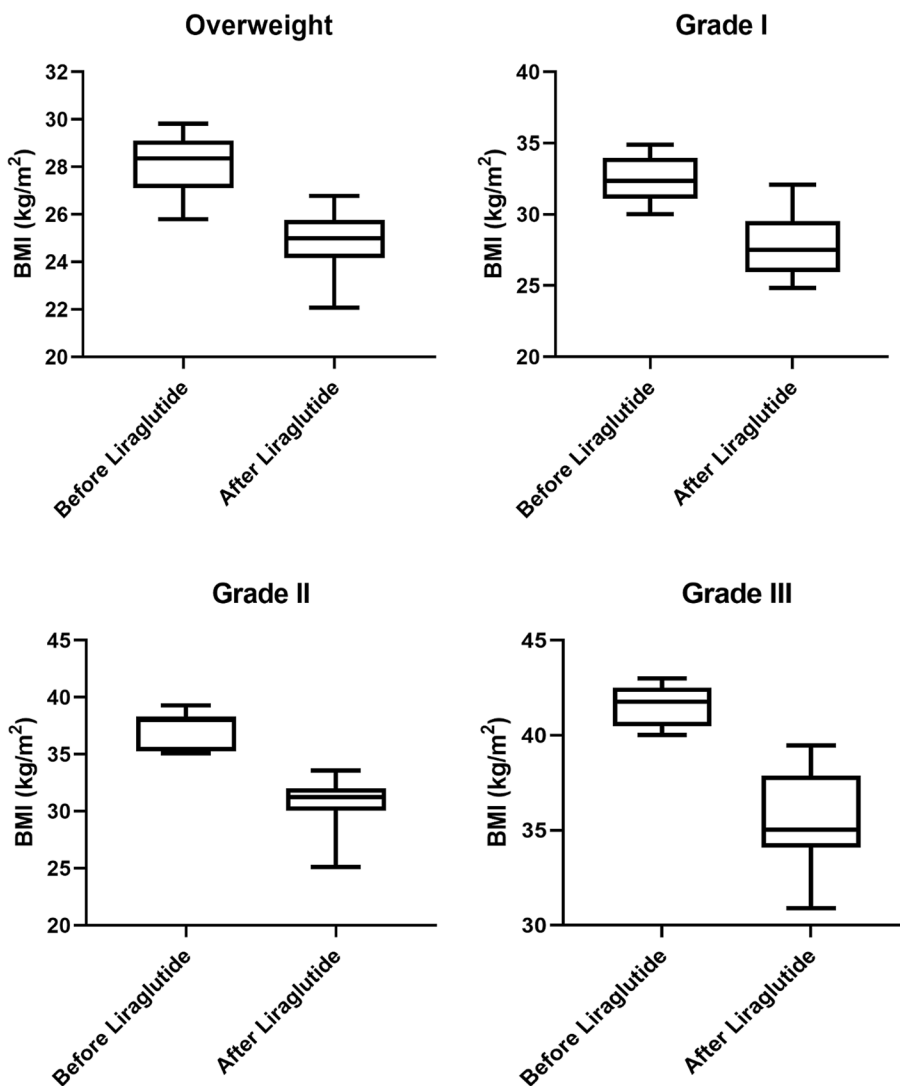 Overweight
BMI (kg/m²)
32
30
28
26
24
22
20
Before Liraglutide
After Liraglutide
Grade I
BMI (kg/m²)
40
35
30
25
20
Before Liraglutide
After Liraglutide
Grade II
BMI (kg/m²)
45
40
35
30
25
20
Before Liraglutide
After Liraglutide
Grade III
BMI (kg/m²)
45
40
35
30
Before Liraglutide
After Liraglutide